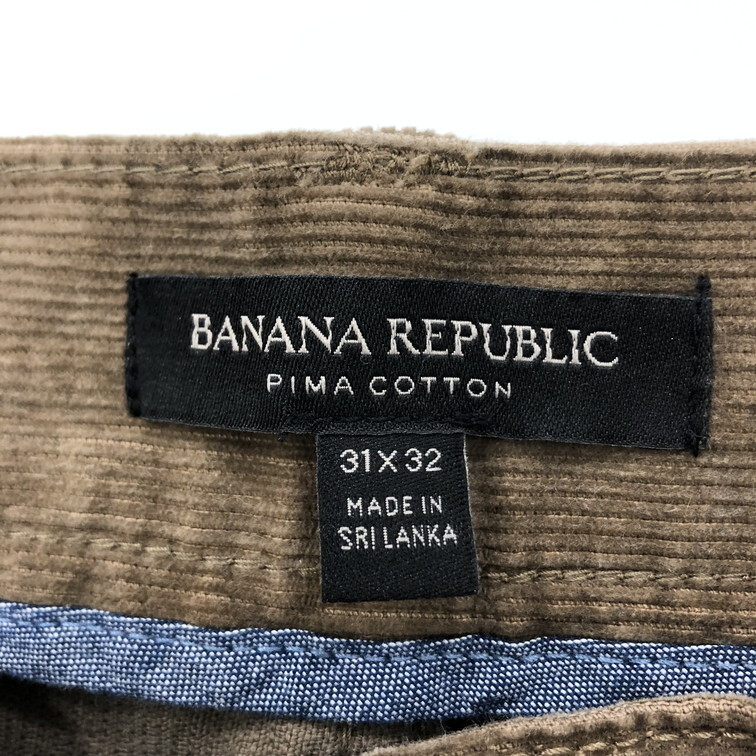 BANANA REPUBLIC
PIMA COTTON
31X32
MADE IN
SRI LANKA